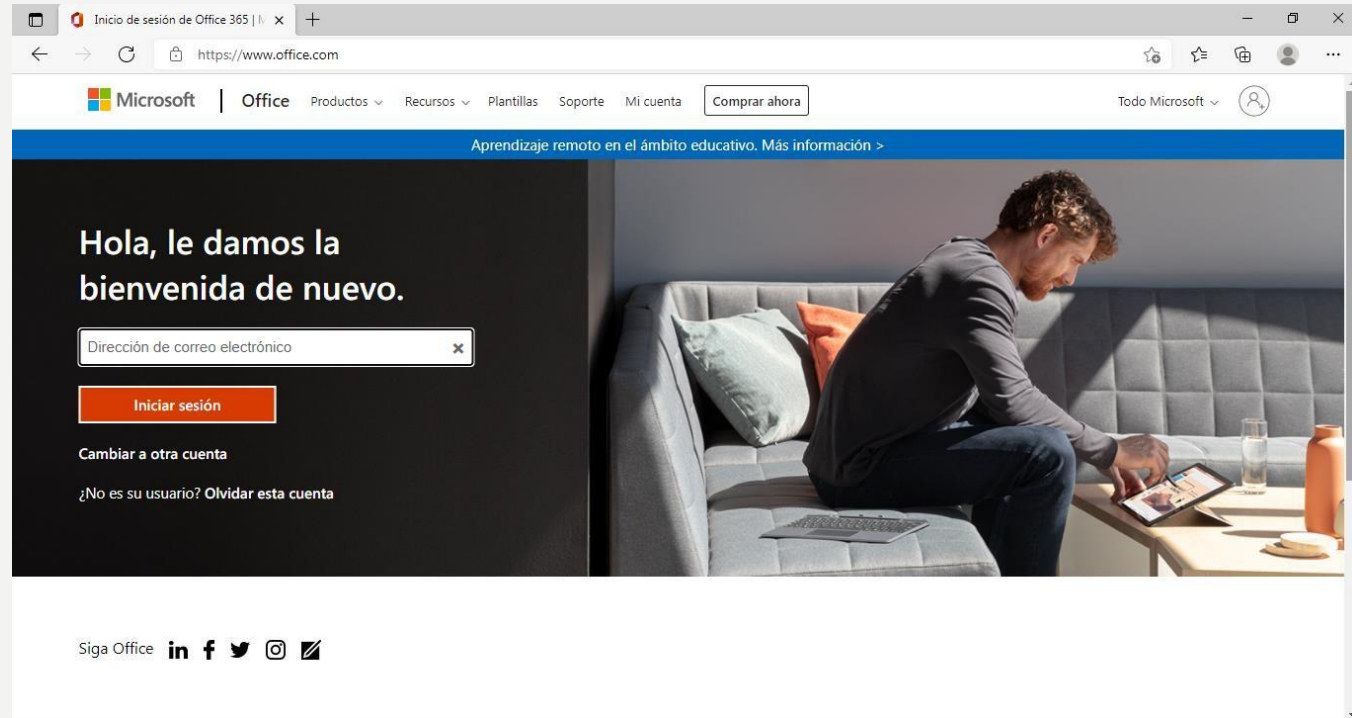 Inicio de sesión de Office 365 |
https://www.office.com
Microsoft | Office Productos Recursos Plantillas Soporte Mi cuenta Comprar ahora Todo Microsoft
Aprendizaje remoto en el ámbito educativo. Más información >
Hola, le damos la
bienvenida de nuevo.
Dirección de correo electrónico
Iniciar sesión
Cambiar a otra cuenta
¿No es su usuario? Olvidar esta cuenta
Siga Office